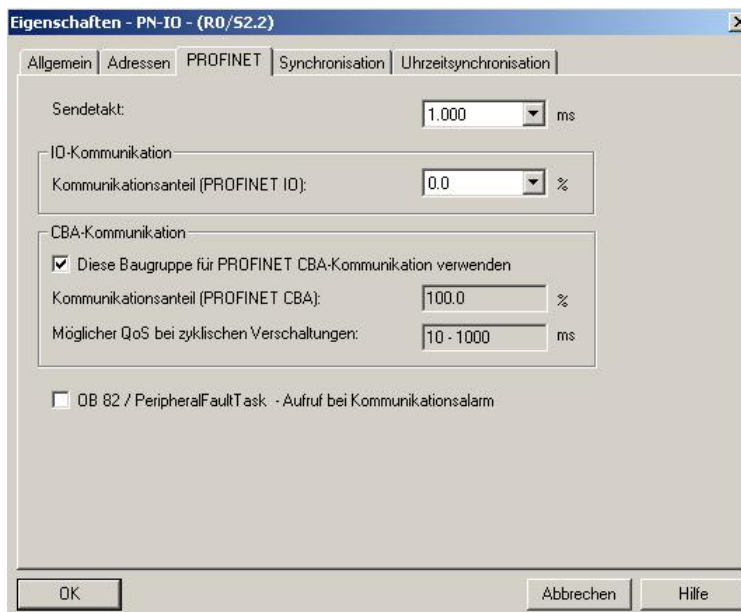 Eigenschaften - PN-IO - (R0/S2.2)
Allgemein Adressen PROFINET Synchronisation Uhrzeitsynchronisation
Sendetakt: 1.000 ms
IO-Kommunikation
Kommunikationsanteil (PROFINET IO): 0.0 %
CBA-Kommunikation
Diese Baugruppe für PROFINET CBA-Kommunikation verwenden
Kommunikationsanteil (PROFINET CBA): 100.0 %
Möglicher QoS bei zyklischen Verschaltungen: 10 - 1000 ms
OB 82 / PeripheralFaultTask - Aufruf bei Kommunikationsalarm
OK Abbrechen Hilfe